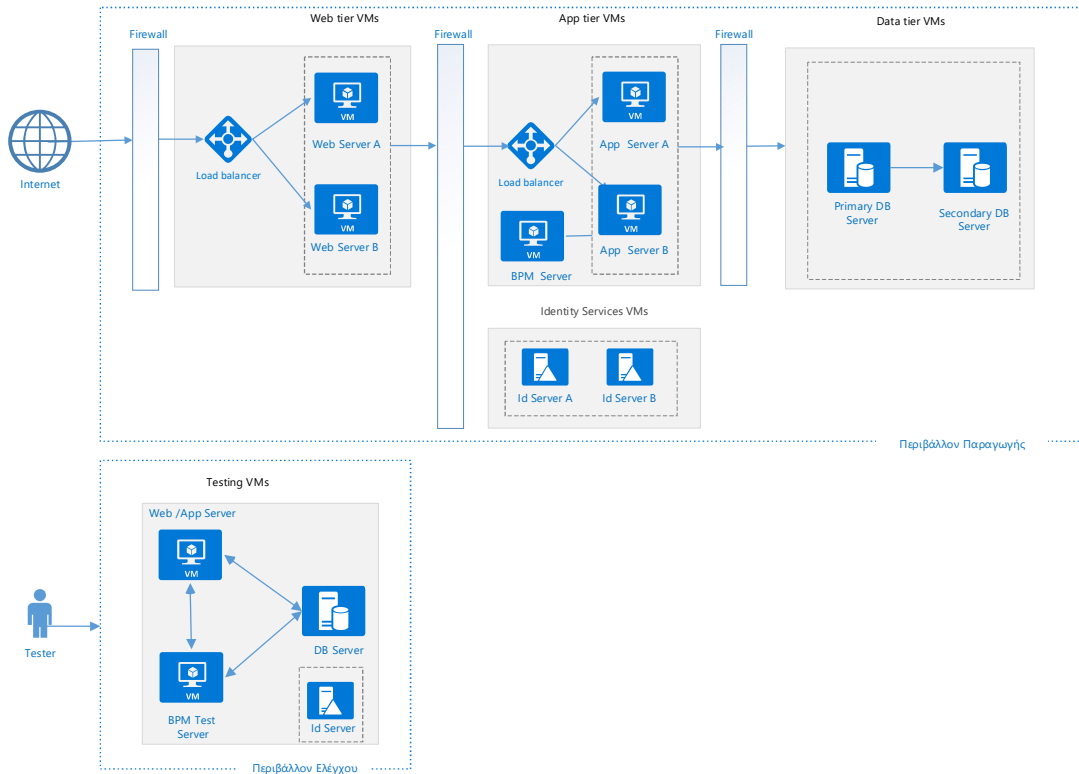 Web tier VMs
App tier VMs
Data tier VMs
Firewall
Firewall
Firewall
VM
Web Server A
VM
App Server A
Internet
Load balancer
Load balancer
VM
Web Server B
VM
App Server B
VM
BPM Server
Primary DB
Server
Secondary DB
Server
Identity Services VMs
Id Server A
Id Server B
Περιβάλλον Παραγωγής
Testing VMs
Web /App Server
VM
DB Server
Tester
VM
BPM Test
Server
Id Server
Περιβάλλον Ελέγχου